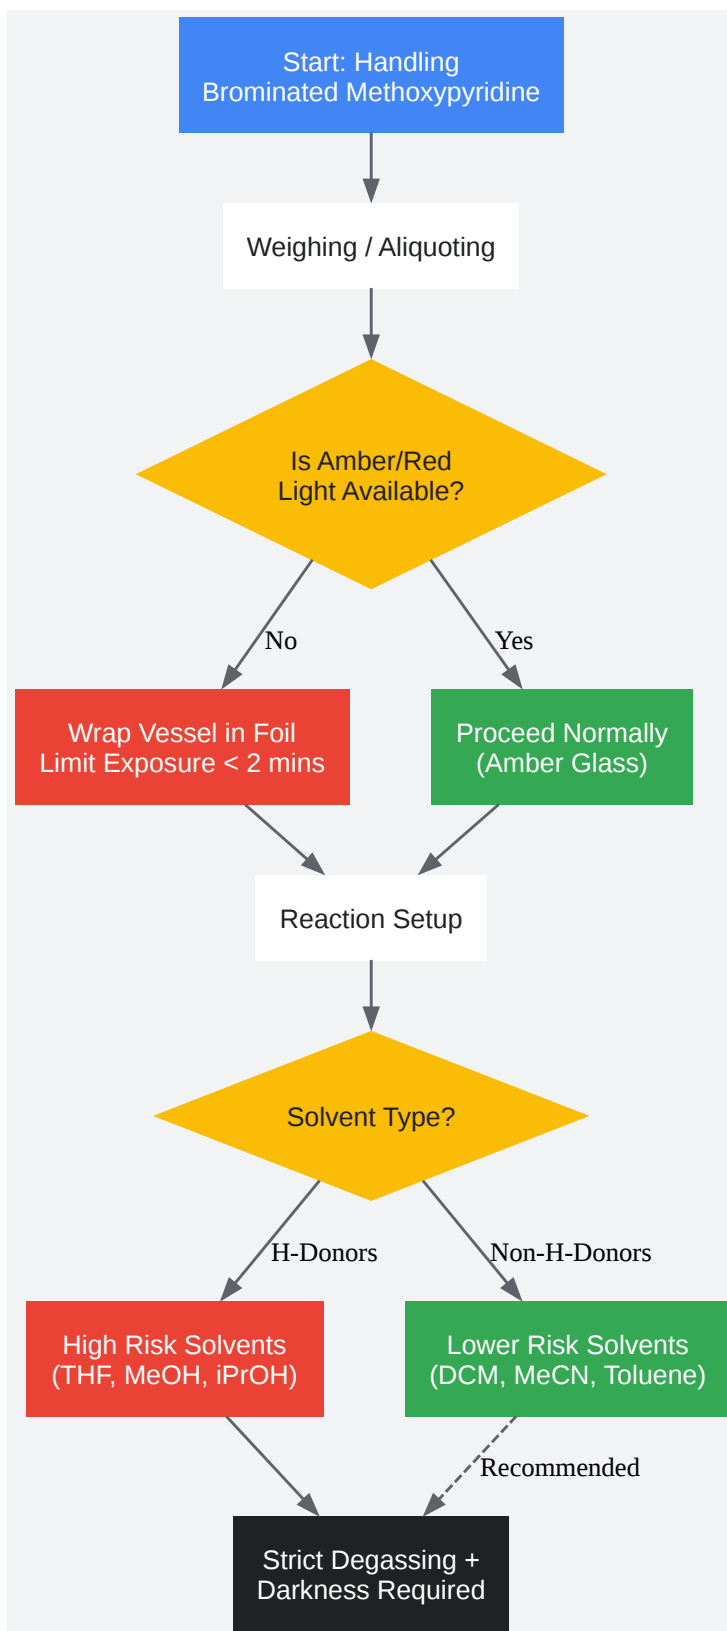 Start: Handling
Brominated Methoxypyridine
Weighing / Aliquoting
Is Amber/Red
Light Available?
No
Yes
Wrap Vessel in Foil
Limit Exposure < 2 mins
Proceed Normally
(Amber Glass)
Reaction Setup
Solvent Type?
H-Donors
Non-H-Donors
High Risk Solvents
(THF, MeOH, iPrOH)
Lower Risk Solvents
(DCM, MeCN, Toluene)
Recommended
Strict Degassing +
Darkness Required